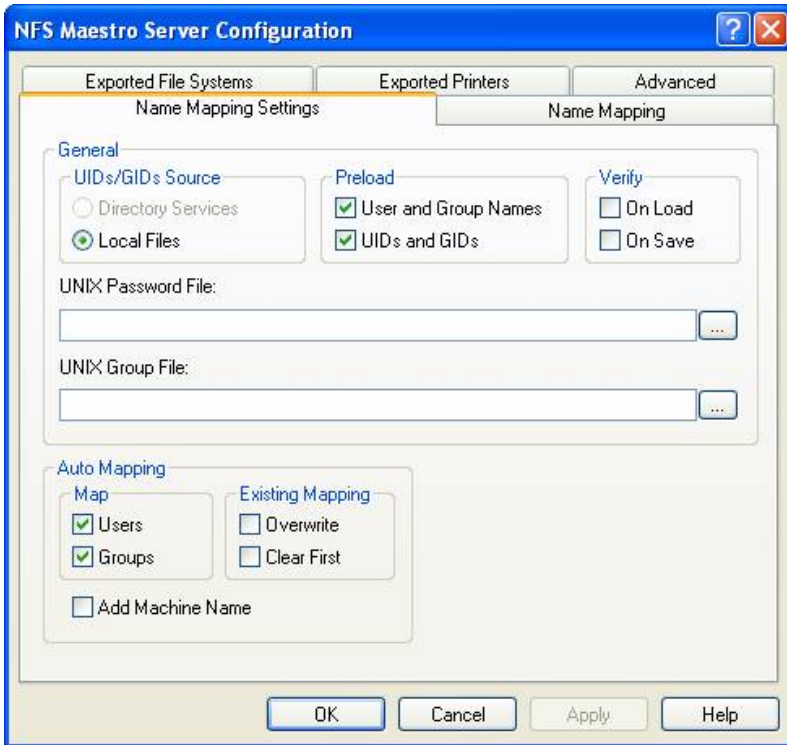 NFS Maestro Server Configuration
Exported File Systems
Exported Printers
Advanced
Name Mapping Settings
Name Mapping
General
UIDs/GIDs Source
Preload
Verify
Directory Services
User and Group Names
On Load
Local Files
UIDs and GIDs
On Save
UNIX Password File:
...
UNIX Group File:
...
Auto Mapping
Map
Existing Mapping
Users
Overwrite
Groups
Clear First
Add Machine Name
OK
Cancel
Apply
Help